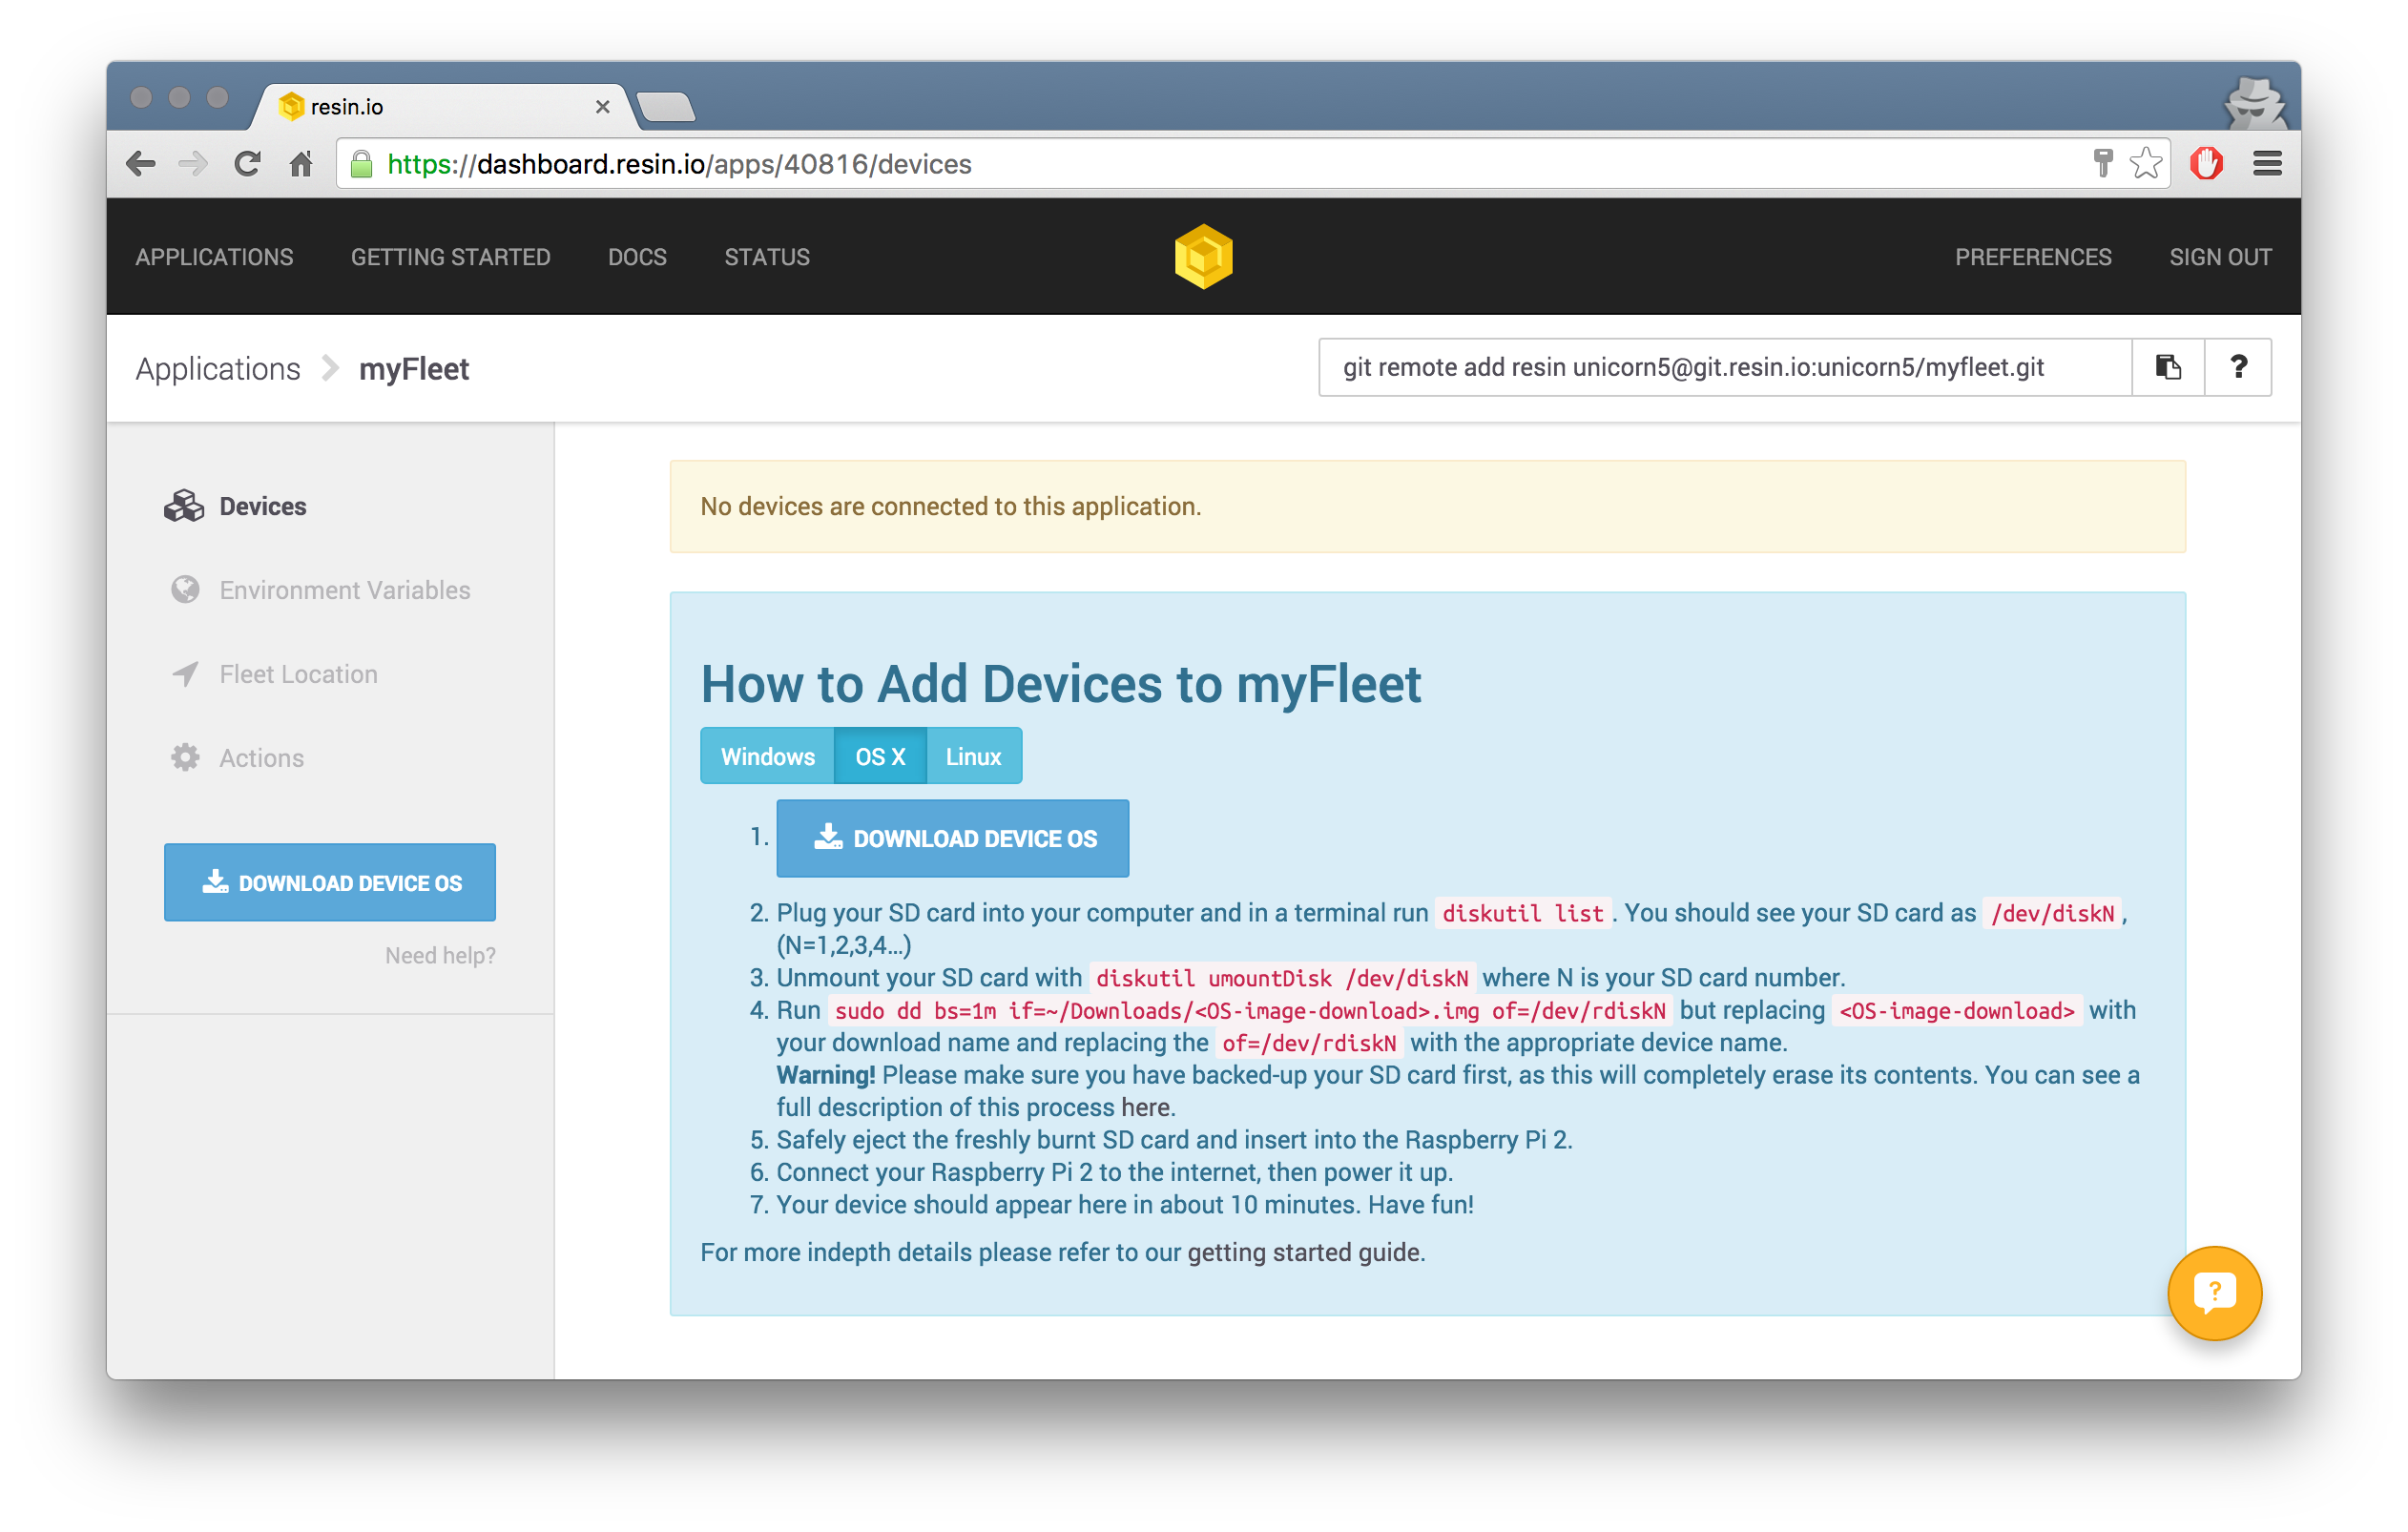 resin.io
https://dashboard.resin.io/apps/40816/devices
APPLICATIONS GETTING STARTED DOCS STATUS PREFERENCES SIGN OUT
Applications myFleet
git remote add resin unicorn5@git.resin.io:unicorn5/myfleet.git ?
Devices
Environment Variables
Fleet Location
Actions
DOWNLOAD DEVICE OS
Need help?
No devices are connected to this application.
How to Add Devices to myFleet
Windows OS X Linux
1. DOWNLOAD DEVICE OS
2. Plug your SD card into your computer and in a terminal run diskutil list. You should see your SD card as /dev/diskN,
(N=1,2,3,4...)
3. Unmount your SD card with diskutil umountDisk /dev/diskN where N is your SD card number.
4. Run sudo dd bs=1m if=~/Downloads/<OS-image-download>.img of=/dev/rdiskN but replacing <OS-image-download> with
your download name and replacing the of=/dev/rdiskN with the appropriate device name.
Warning! Please make sure you have backed-up your SD card first, as this will completely erase its contents. You can see a
full description of this process here.
5. Safely eject the freshly burnt SD card and insert into the Raspberry Pi 2.
6. Connect your Raspberry Pi 2 to the internet, then power it up.
7. Your device should appear here in about 10 minutes. Have fun!
For more indepth details please refer to our getting started guide.
?